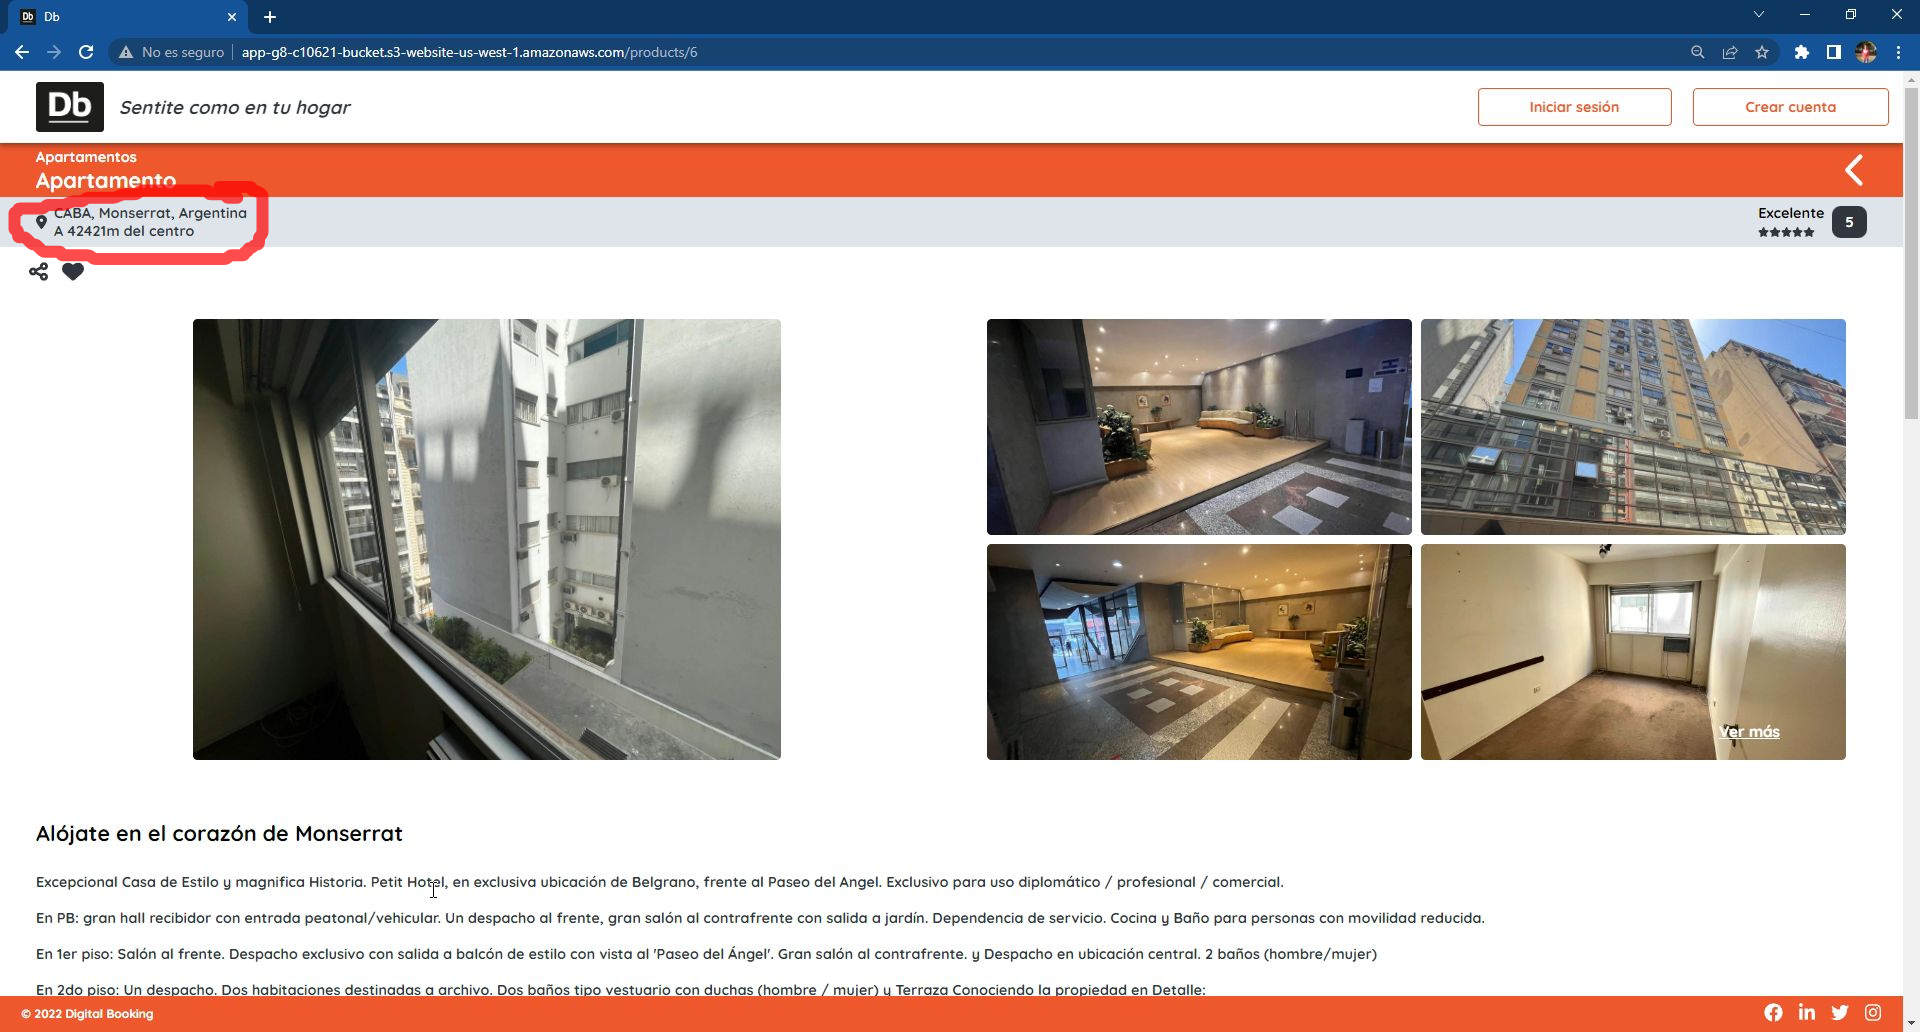 Db
Db
No es seguro
app-g8-c10621-bucket.s3-website-us-west-1.amazonaws.com/products/6
Db
Sentite como en tu hogar
Iniciar sesión
Crear cuenta
Apartamentos
Apartamento
CABA, Monserrat, Argentina
A 42421m del centro
Excelente
5
Ver más
Alójate en el corazón de Monserrat
Excepcional Casa de Estilo y magnifica Historia. Petit Hotel, en exclusiva ubicación de Belgrano, frente al Paseo del Angel. Exclusivo para uso diplomático / profesional / comercial.
En PB: gran hall recibidor con entrada peatonal/vehicular. Un despacho al frente, gran salón al contrafrente con salida a jardín. Dependencia de servicio. Cocina y Baño para personas con movilidad reducida.
En 1er piso: Salón al frente. Despacho exclusivo con salida a balcón de estilo con vista al 'Paseo del Ángel'. Gran salón al contrafrente. y Despacho en ubicación central. 2 baños (hombre/mujer)
En 2do piso: Un despacho. Dos habitaciones destinadas a archivo. Dos baños tipo vestuario con duchas (hombre / mujer) y Terraza Conociendo la propiedad en Detalle:
© 2022 Digital Booking